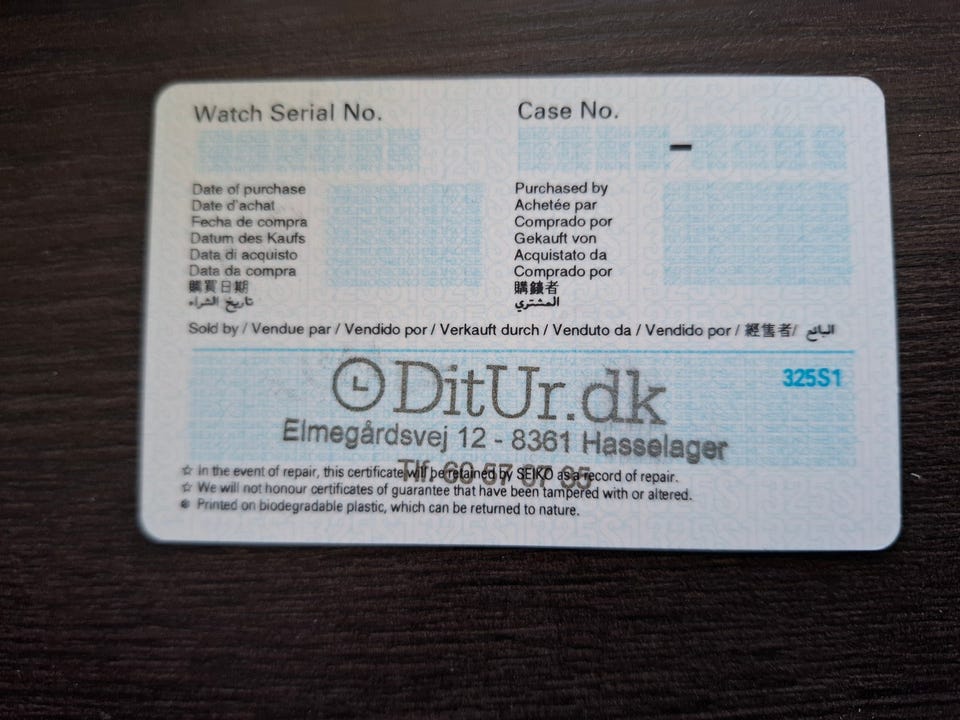 Watch Serial No.
Case No.
-
Date of purchase
Date d'achat
Fecha de compra
Datum des Kaufs
Data di acquisto
Data da compra
購買日期
تاريخ الشراء
Purchased by
Achetée par
Comprado por
Gekauft von
Acquistato da
Comprado por
購錶者
المشتري
Sold by / Vendue par / Vendido por / Verkauft durch / Venduto da / Vendido por / 經售者/ البائع
325S1
DitUr.dk
Elmegårdsvej 12 - 8361 Hasselager
Tlf. 60 57 87
☆ In the event of repair, this certificate will be retained by SEIKO as a record of repair.
☆ We will not honour certificates of guarantee that have been tampered with or altered.
Printed on biodegradable plastic, which can be returned to nature.